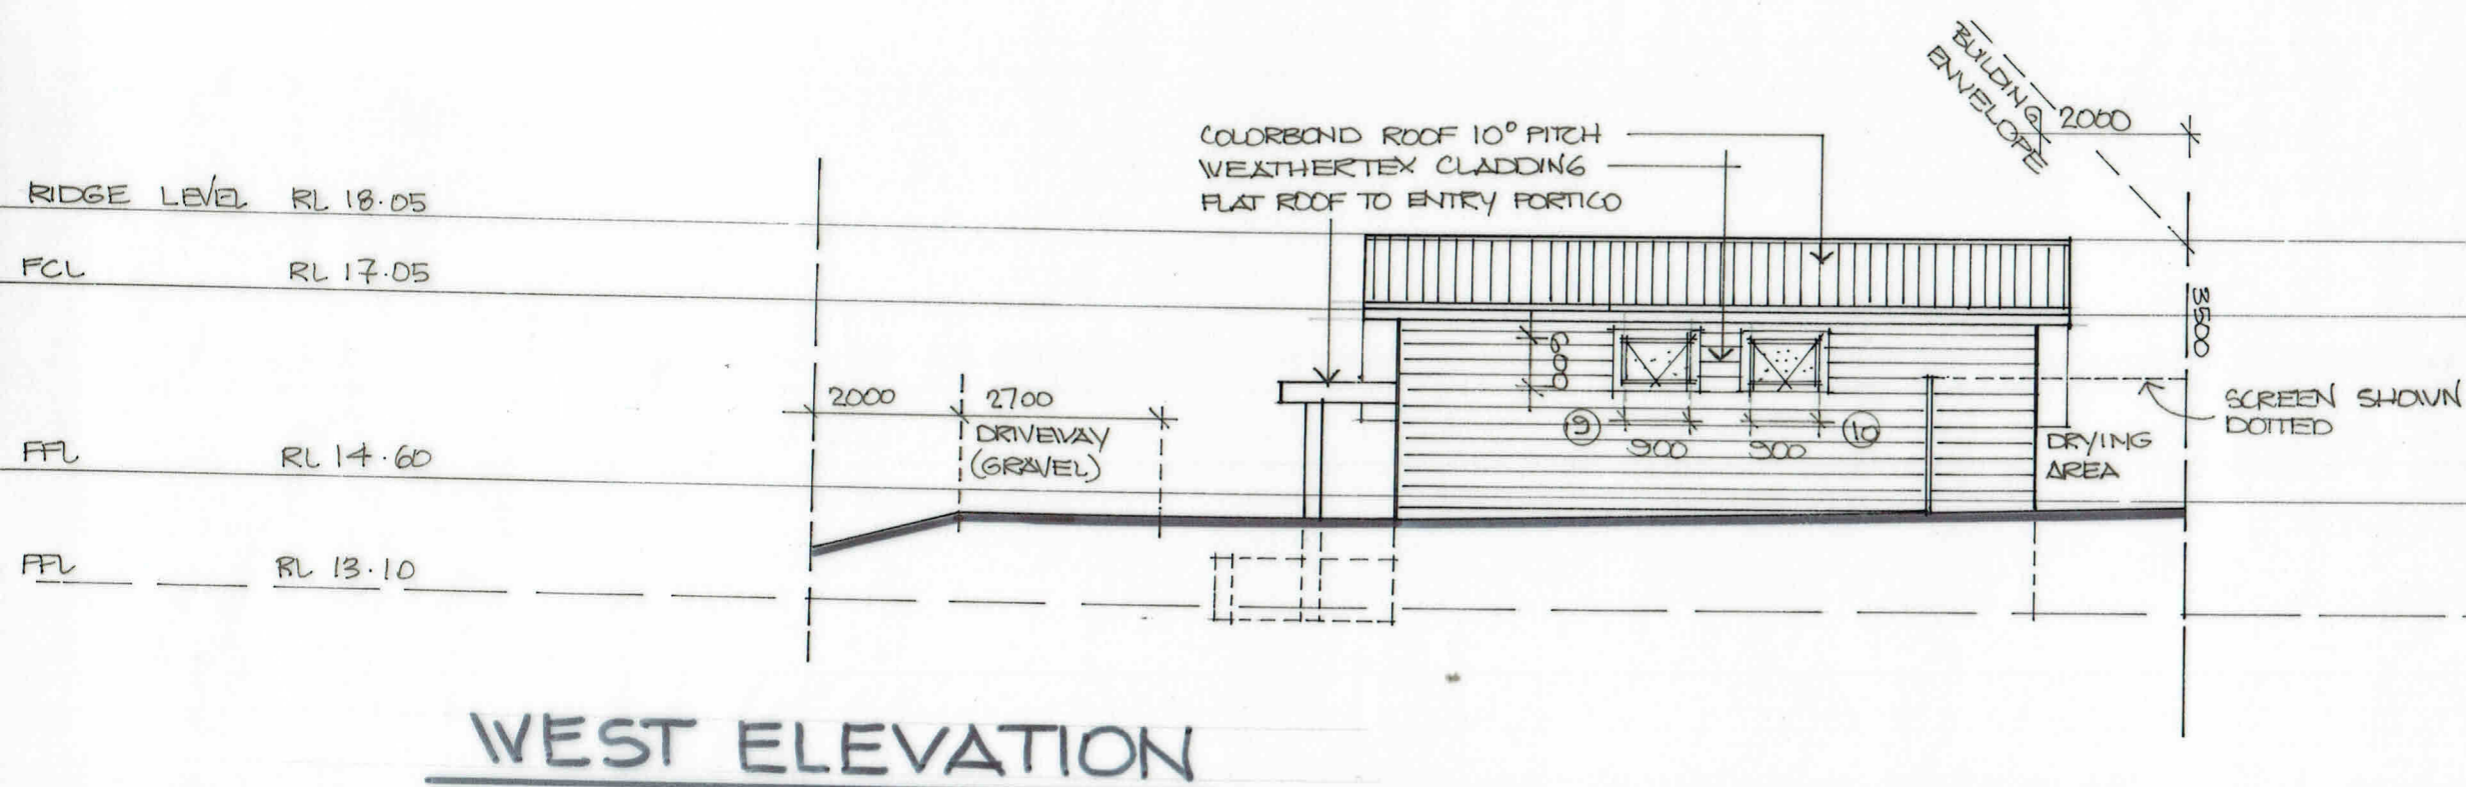 BUILDING
ENVELOPE
2000
COLORBOND ROOF 10° PITCH
WEATHERTEX CLADDING
FLAT ROOF TO ENTRY PORTICO
RIDGE LEVEL RL 18.05
FCL RL 17.05
3500
600
2000 2700
DRIVEWAY
(GRAVEL)
SCREEN SHOWN
DOTTED
9 900 900 10
DRYING
AREA
FFL RL 14.60
FFL RL 13.10
WEST ELEVATION